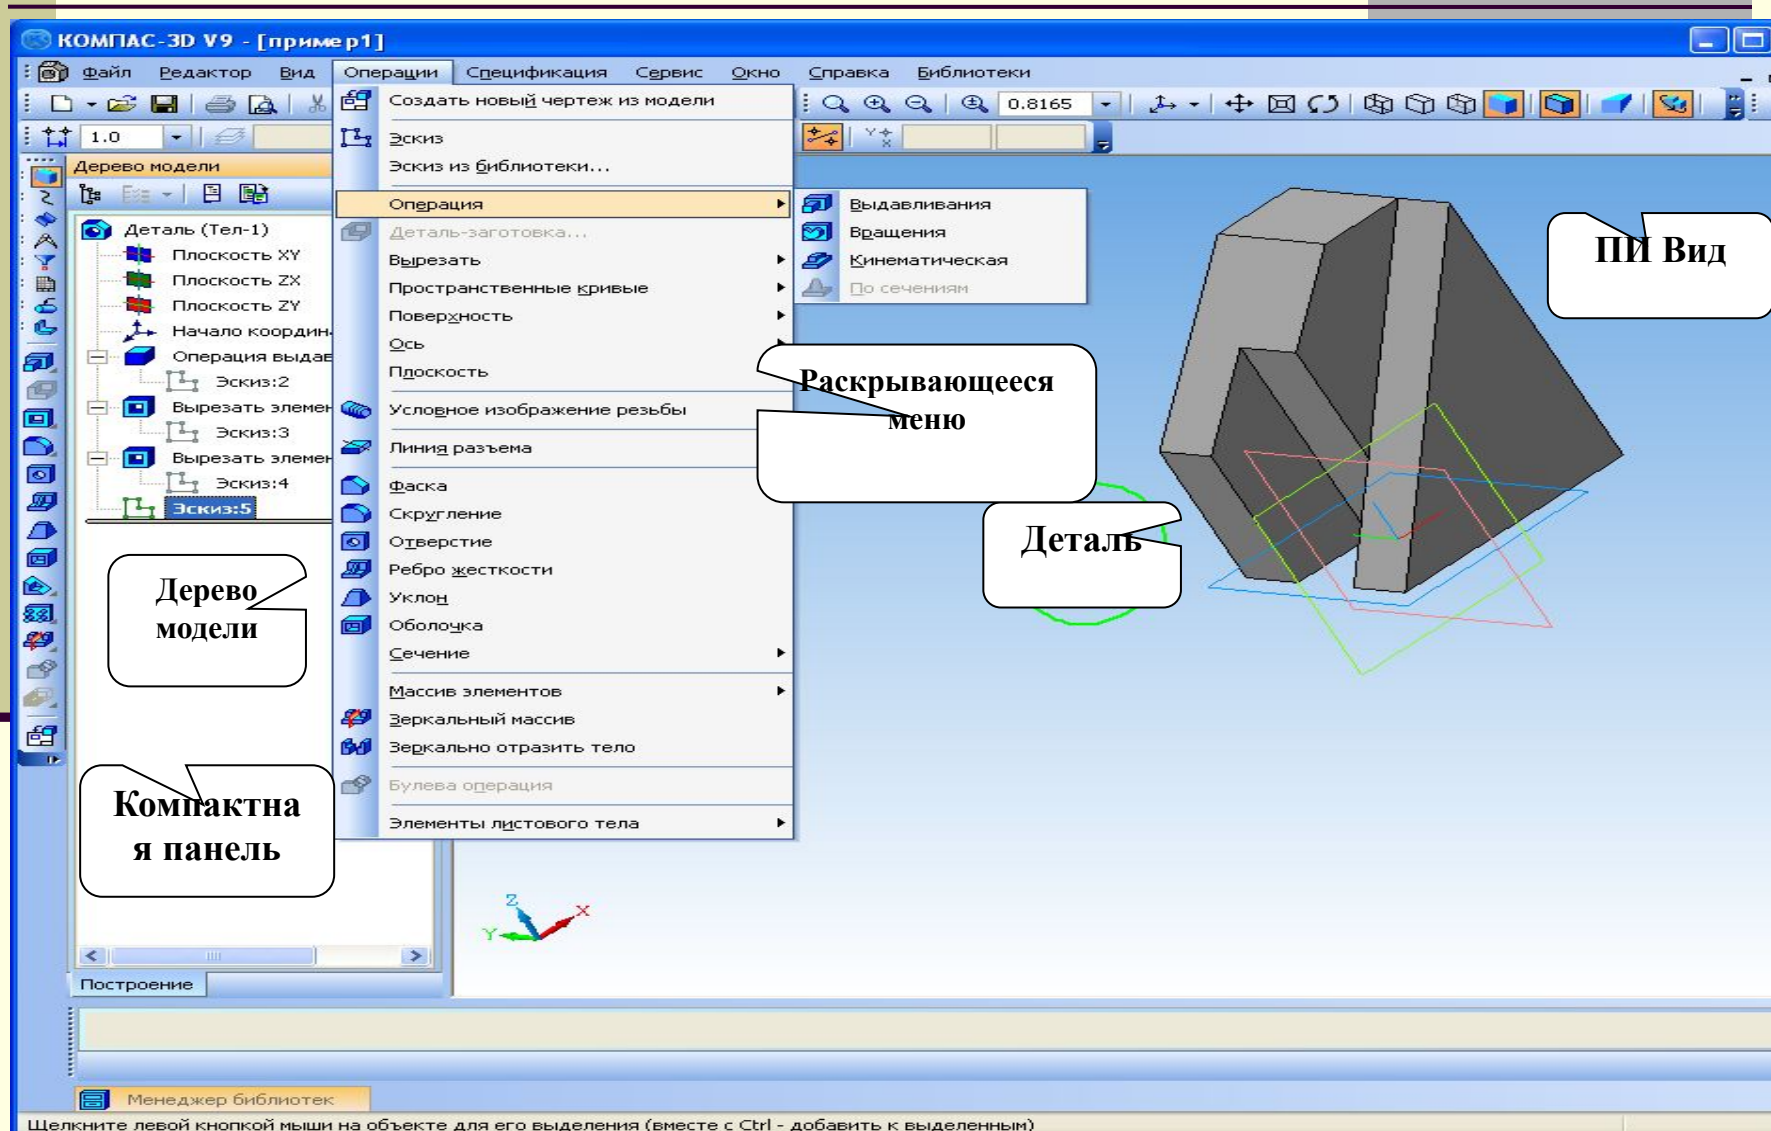 КОМПАС-3D V9 - [пример1]
Файл Редактор Вид Операции Спецификация Сервис Окно Справка Библиотеки
0.8165
1.0
Дерево модели
Деталь (Тел-1)
Плоскость XY
Плоскость ZX
Плоскость ZY
Начало координ
Операция выдав
Эскиз:2
Вырезать элемен
Эскиз:3
Вырезать элемен
Эскиз:4
Эскиз:5
Создать новый чертеж из модели
Эскиз
Эскиз из библиотеки...
Операция
Деталь-заготовка...
Вырезать
Пространственные кривые
Поверхность
Ось
Плоскость
Условное изображение резьбы
Линия разъема
Фаска
Скругление
Отверстие
Ребро жесткости
Уклон
Оболочка
Сечение
Массив элементов
Зеркальный массив
Зеркально отразить тело
Булева операция
Элементы листового тела
Выдавливания
Вращения
Кинематическая
По сечениям
ПИ Вид
Раскрывающееся
меню
Деталь
Дерево
модели
Компактна
я панель
Z
X
Y
Построение
Менеджер библиотек
Щелкните левой кнопкой мыши на объекте для его выделения (вместе с Ctrl - добавить к выделенным)